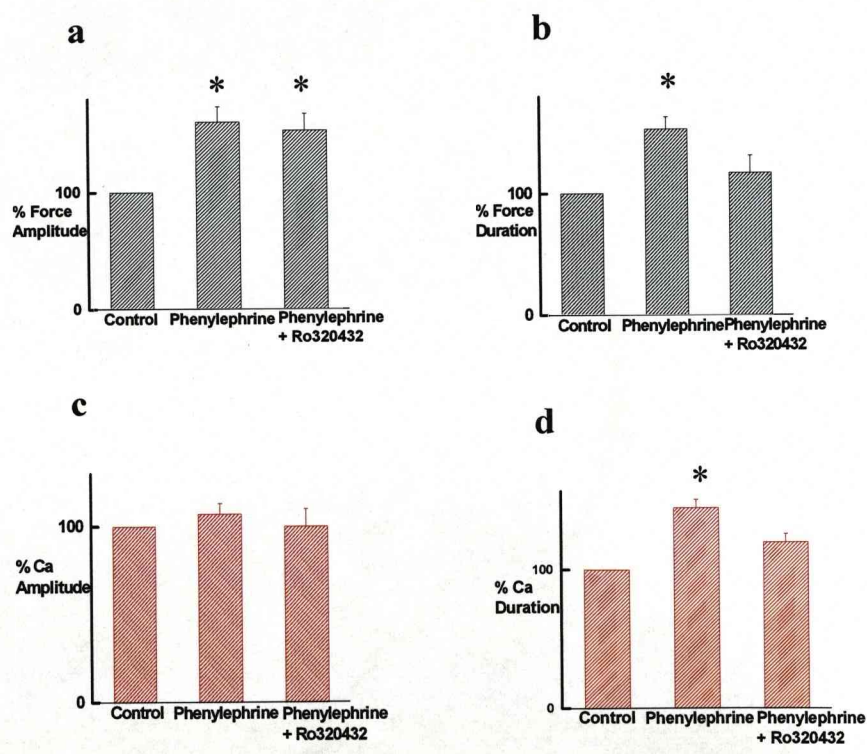 a
*
*
100
% Force
Amplitude
0
Control Phenylephrine Phenylephrine
+ Ro320432
b
*
100
% Force
Duration
0
Control Phenylephrine Phenylephrine
+ Ro320432
c
100
% Ca
Amplitude
0
Control Phenylephrine Phenylephrine
+ Ro320432
d
*
100
% Ca
Duration
0
Control Phenylephrine Phenylephrine
+ Ro320432